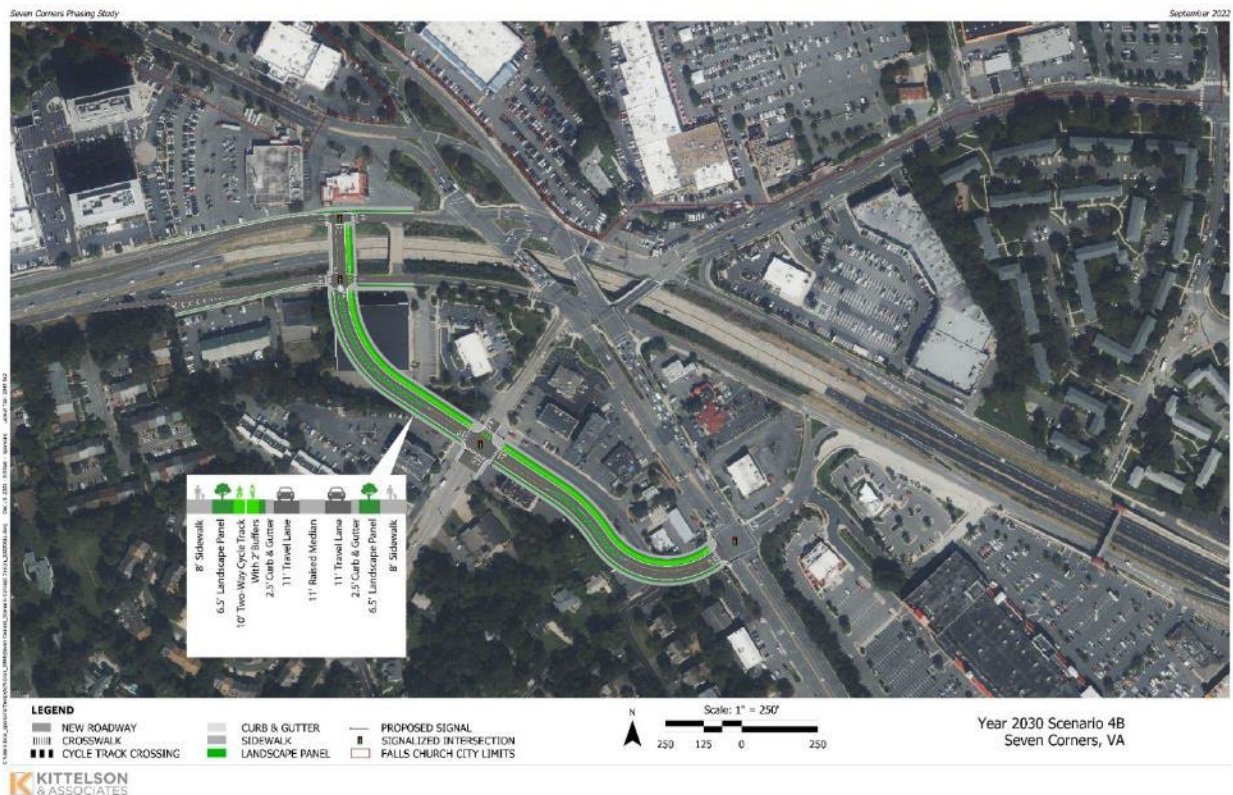 Seven Corners Phasing Study
September 2022
8' Sidewalk
6.5' Landscape Panel
10' Two-Way Cycle Track
With 2' Buffers
2.5' Curb & Gutter
11' Travel Lane
11' Raised Median
11' Travel Lane
2.5' Curb & Gutter
6.5' Landscape Panel
8' Sidewalk
LEGEND
NEW ROADWAY
CROSSWALK
CYCLE TRACK CROSSING
CURB & GUTTER
SIDEWALK
LANDSCAPE PANEL
PROPOSED SIGNAL
SIGNALIZED INTERSECTION
FALLS CHURCH CITY LIMITS
N
Scale: 1" = 250'
250 125 0 250
Year 2030 Scenario 4B
Seven Corners, VA
KITTELSON
& ASSOCIATES